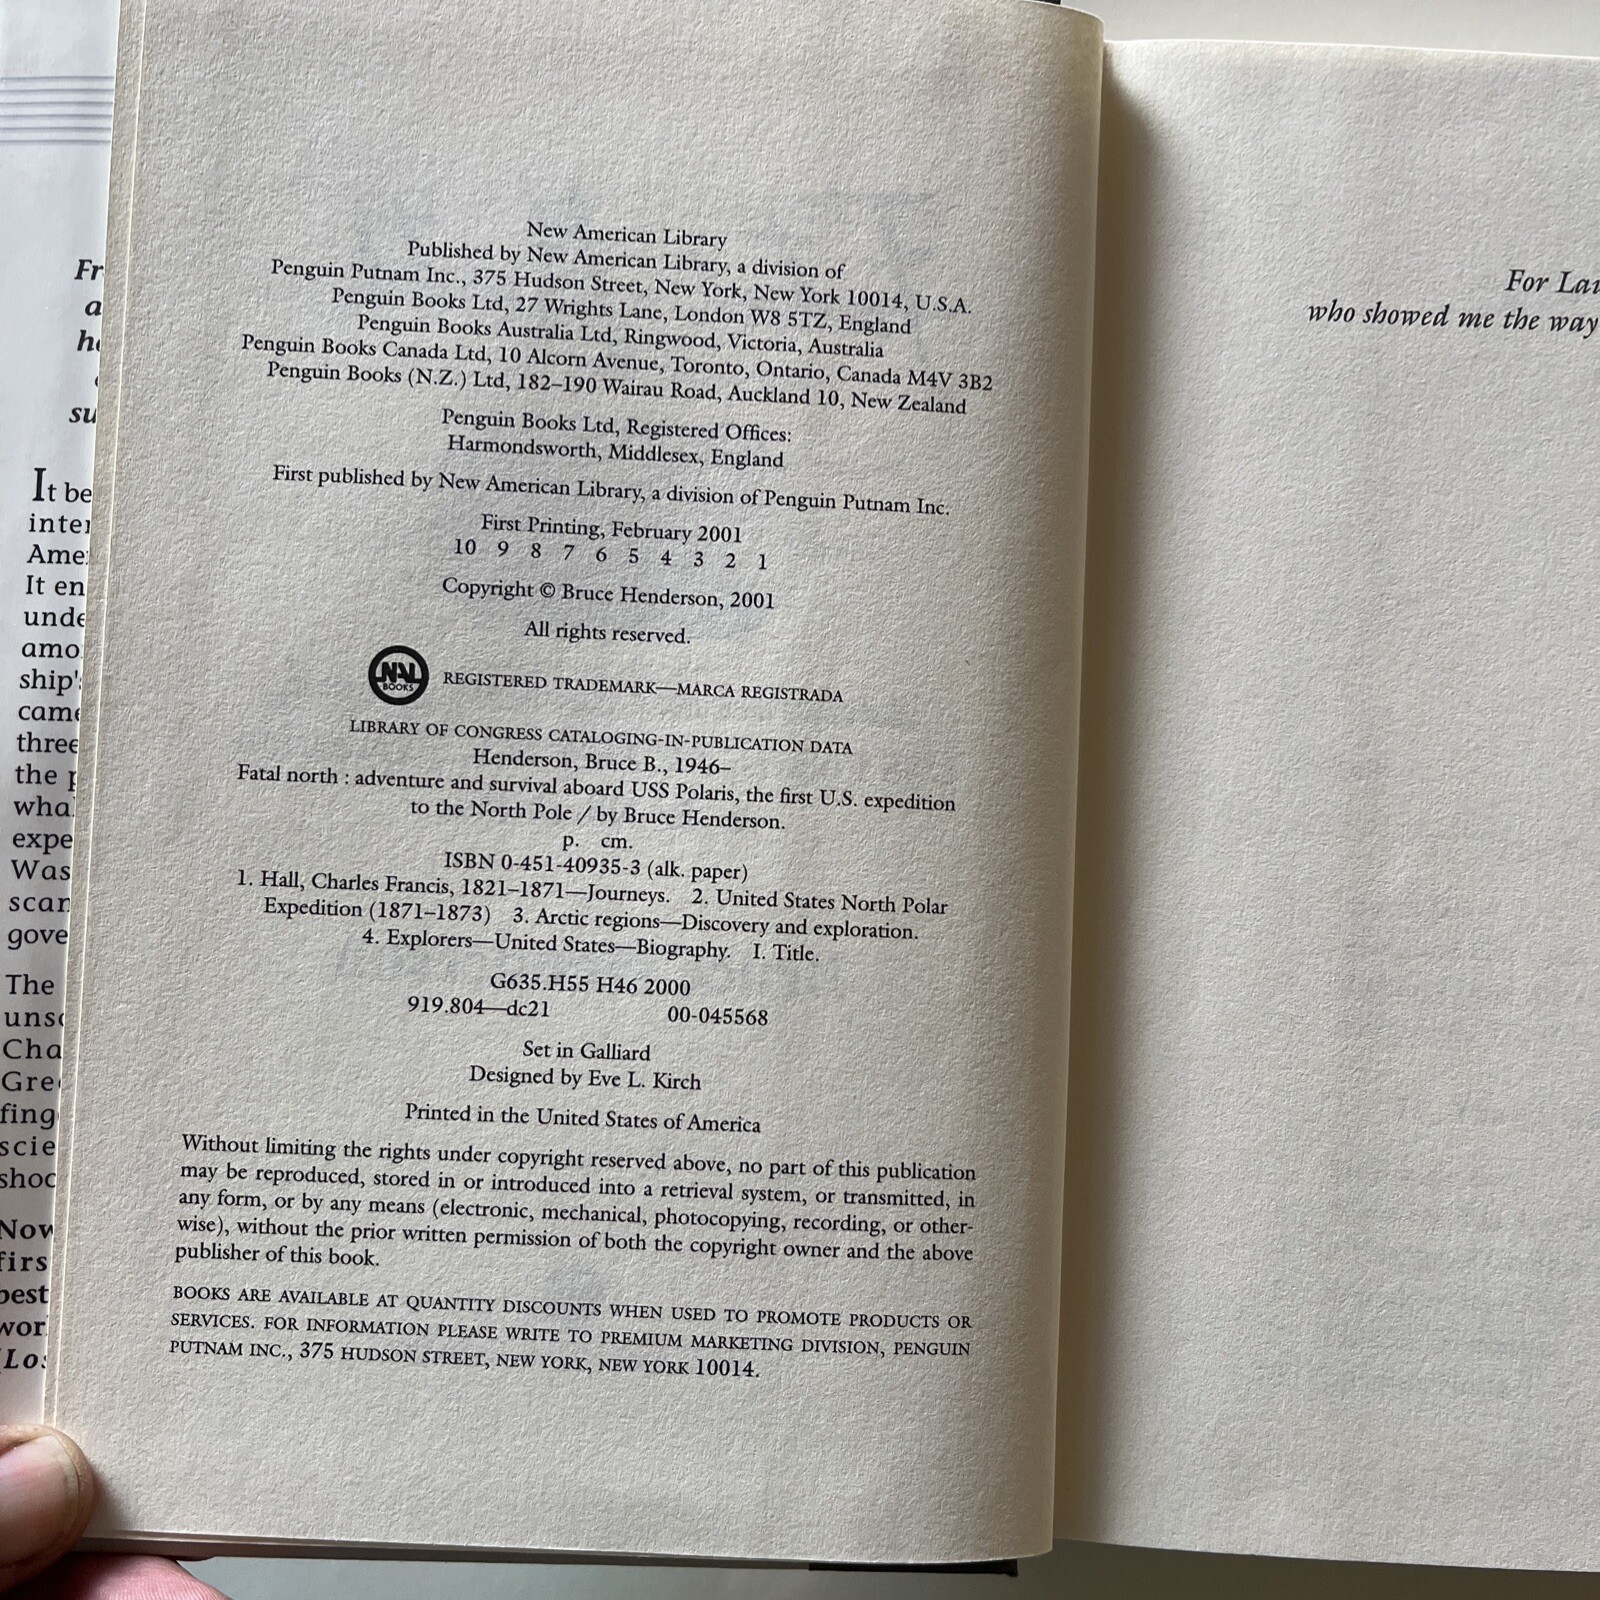 New American Library
Published by New American Library, a division of
Penguin Putnam Inc., 375 Hudson Street, New York, New York 10014, U.S.A.
Penguin Books Ltd, 27 Wrights Lane, London W8 5TZ, England
Penguin Books Australia Ltd, Ringwood, Victoria, Australia
Penguin Books Canada Ltd, 10 Alcorn Avenue, Toronto, Ontario, Canada M4V 3B2
Penguin Books (N.Z.) Ltd, 182–190 Wairau Road, Auckland 10, New Zealand
Penguin Books Ltd, Registered Offices:
Harmondsworth, Middlesex, England
First published by New American Library, a division of Penguin Putnam Inc.
First Printing, February 2001
10 9 8 7 6 5 4 3 2 1
Copyright © Bruce Henderson, 2001
All rights reserved.
NAL BOOKS REGISTERED TRADEMARK—MARCA REGISTRADA
LIBRARY OF CONGRESS CATALOGING-IN-PUBLICATION DATA
Henderson, Bruce B., 1946–
Fatal north : adventure and survival aboard USS Polaris, the first U.S. expedition
to the North Pole / by Bruce Henderson.
p. cm.
ISBN 0-451-40935-3 (alk. paper)
1. Hall, Charles Francis, 1821–1871—Journeys. 2. United States North Polar
Expedition (1871–1873) 3. Arctic regions—Discovery and exploration.
4. Explorers—United States—Biography. I. Title.
G635.H55 H46 2000
919.804—dc21 00-045568
Set in Galliard
Designed by Eve L. Kirch
Printed in the United States of America
Without limiting the rights under copyright reserved above, no part of this publication
may be reproduced, stored in or introduced into a retrieval system, or transmitted, in
any form, or by any means (electronic, mechanical, photocopying, recording, or other-
wise), without the prior written permission of both the copyright owner and the above
publisher of this book.
BOOKS ARE AVAILABLE AT QUANTITY DISCOUNTS WHEN USED TO PROMOTE PRODUCTS OR
SERVICES. FOR INFORMATION PLEASE WRITE TO PREMIUM MARKETING DIVISION, PENGUIN
PUTNAM INC., 375 HUDSON STREET, NEW YORK, NEW YORK 10014.
For
who showed me the way
It be
It en
three
the
The